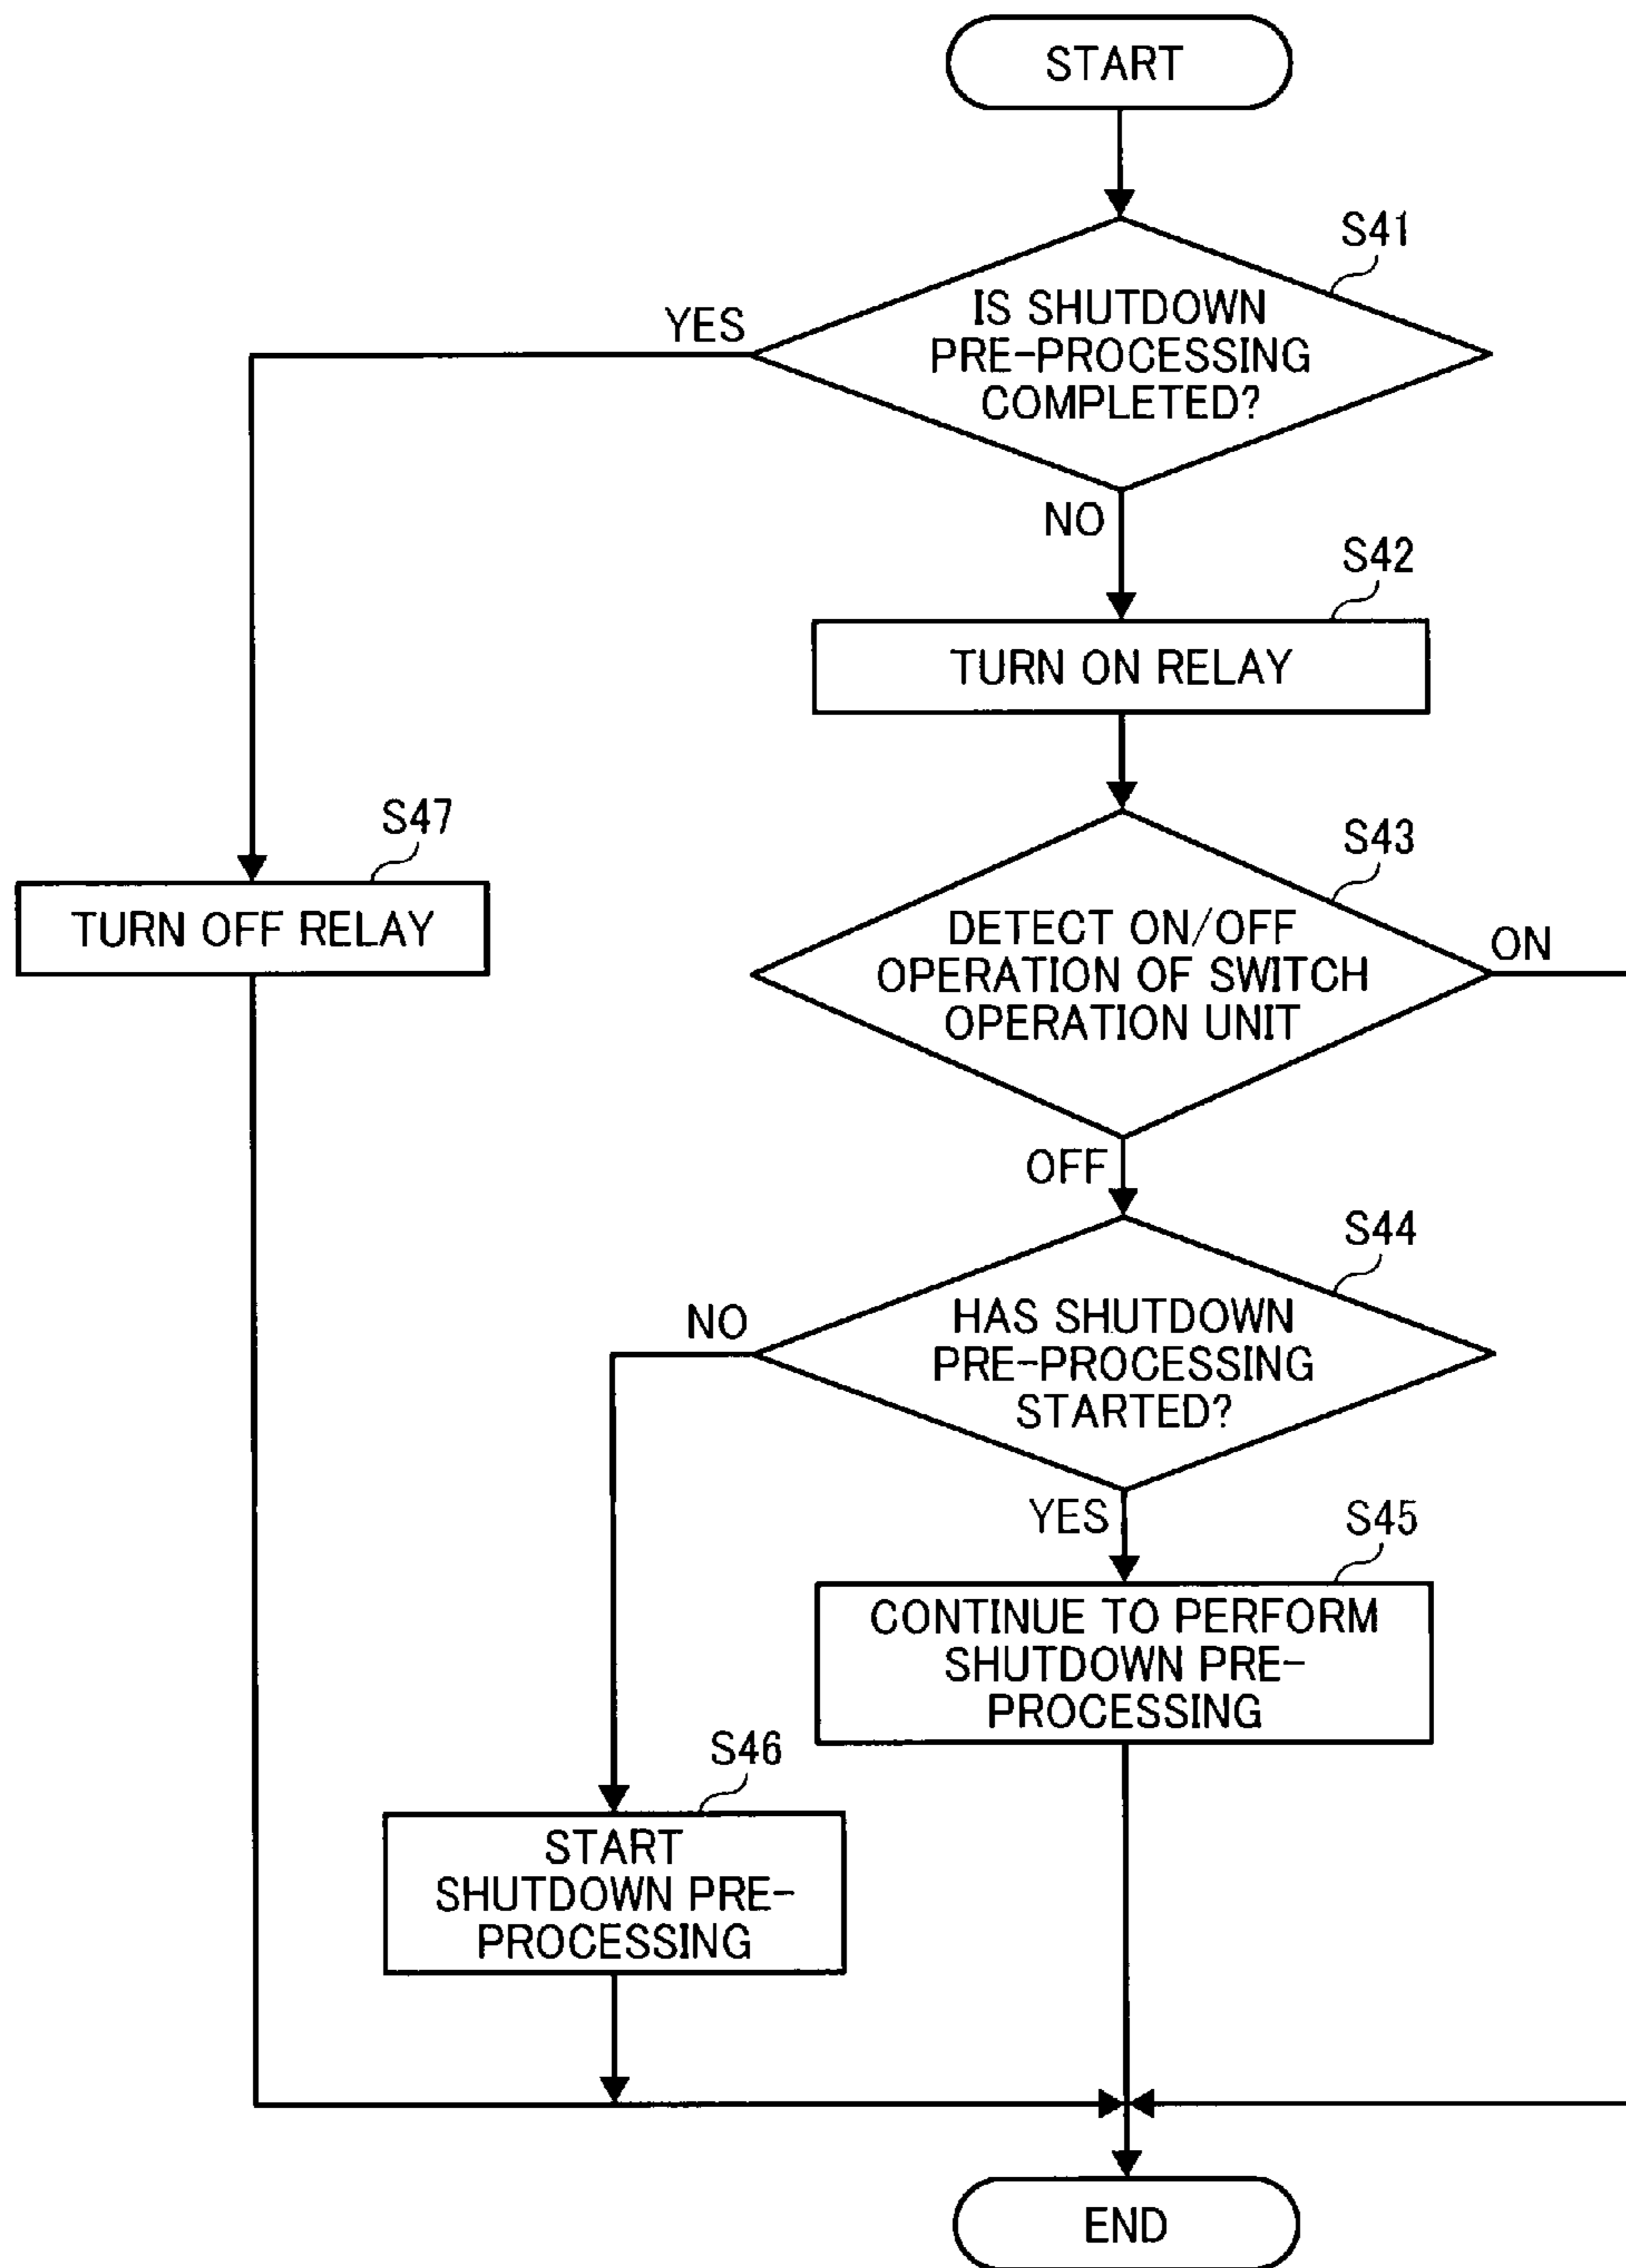 START
S41
IS SHUTDOWN
PRE-PROCESSING
COMPLETED?
YES
NO
S42
TURN ON RELAY
S47
TURN OFF RELAY
S43
DETECT ON/OFF
OPERATION OF SWITCH
OPERATION UNIT
ON
OFF
S44
HAS SHUTDOWN
PRE-PROCESSING
STARTED?
NO
YES
S45
CONTINUE TO PERFORM
SHUTDOWN PRE-
PROCESSING
S46
START
SHUTDOWN PRE-
PROCESSING
END